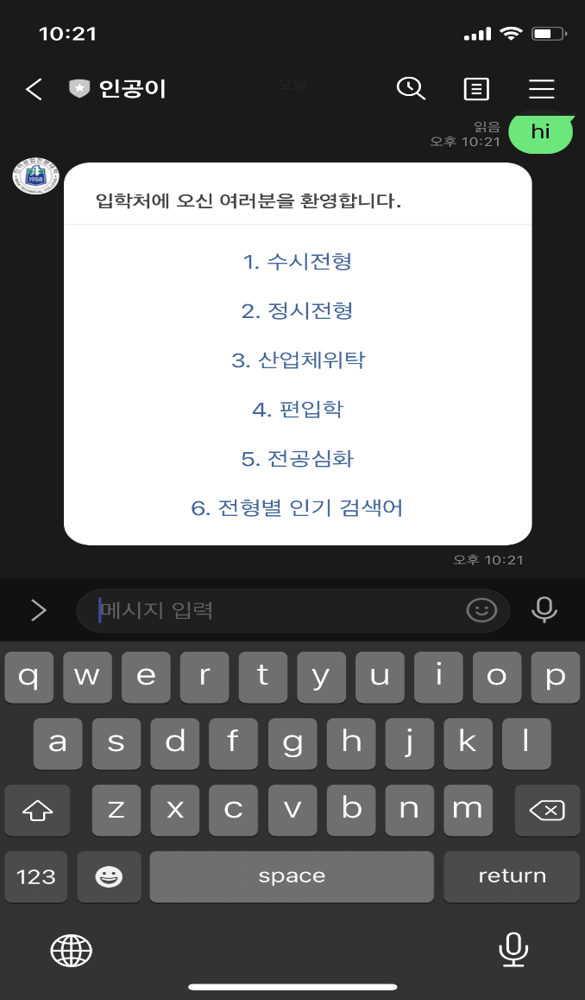 10:21
인공이
오늘
읽음
오후 10:21
hi
1958
입학처에 오신 여러분을 환영합니다.
1. 수시전형
2. 정시전형
3. 산업체위탁
4. 편입학
5. 전공심화
6. 전형별 인기 검색어
오후 10:21
메시지 입력
q w e r t y u i o p
a s d f g h j k l
z x c v b n m
123 space return